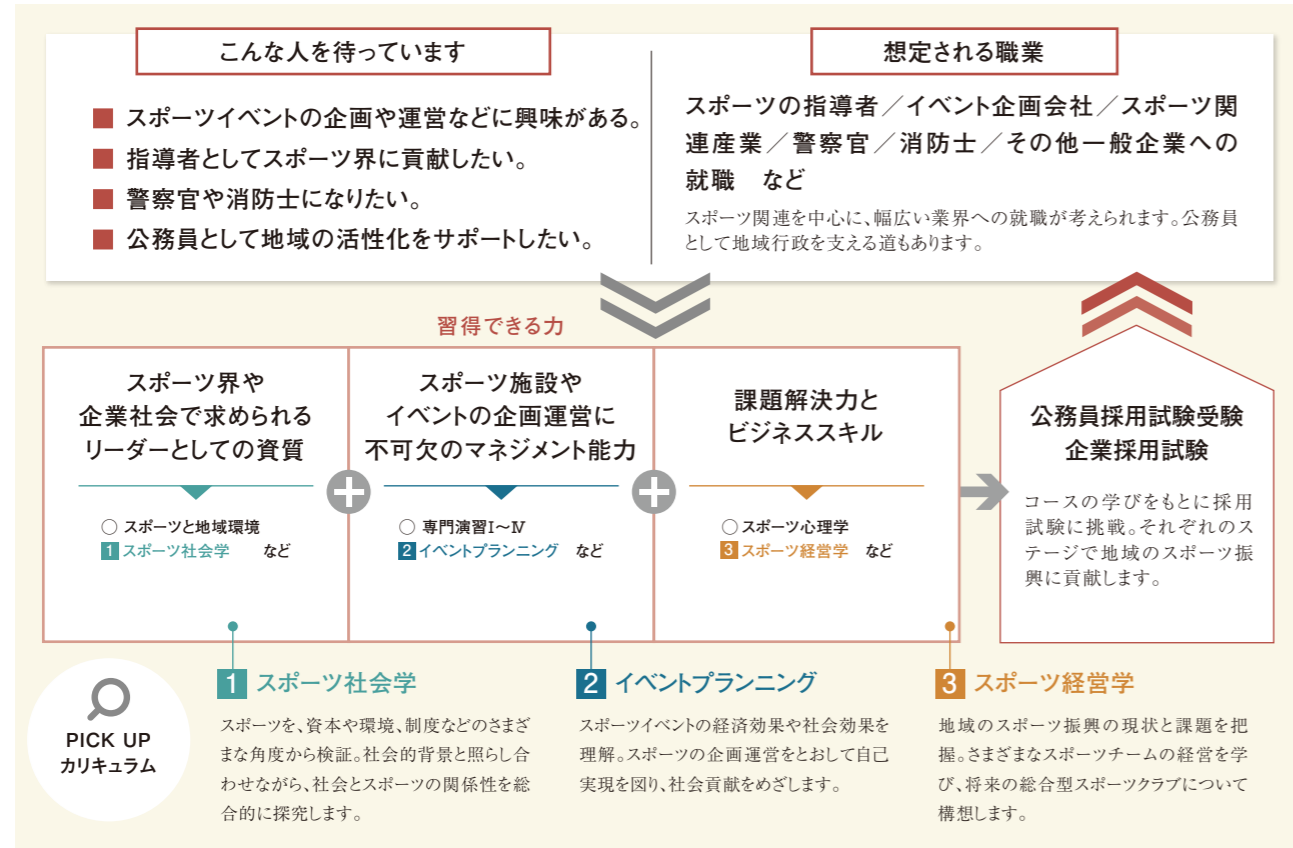 こんな人を待っています
■ スポーツイベントの企画や運営などに興味がある。
■ 指導者としてスポーツ界に貢献したい。
■ 警察官や消防士になりたい。
■ 公務員として地域の活性化をサポートしたい。
想定される職業
スポーツの指導者／イベント企画会社／スポーツ関
連産業／警察官／消防士／その他一般企業への
就職　など
スポーツ関連を中心に、幅広い業界への就職が考えられます。公務員
として地域行政を支える道もあります。
習得できる力
スポーツ界や
企業社会で求められる
リーダーとしての資質
○ スポーツと地域環境
1 スポーツ社会学　など
スポーツ施設や
イベントの企画運営に
不可欠のマネジメント能力
○ 専門演習Ⅰ〜Ⅳ
2 イベントプランニング　など
課題解決力と
ビジネススキル
○ スポーツ心理学
3 スポーツ経営学　など
公務員採用試験受験
企業採用試験
コースの学びをもとに採用
試験に挑戦。それぞれのス
テージで地域のスポーツ振
興に貢献します。
PICK UP
カリキュラム
1 スポーツ社会学
スポーツを、資本や環境、制度などのさまざ
まな角度から検証。社会的背景と照らし合
わせながら、社会とスポーツの関係性を総
合的に探究します。
2 イベントプランニング
スポーツイベントの経済効果や社会効果を
理解。スポーツの企画運営をとおして自己
実現を図り、社会貢献をめざします。
3 スポーツ経営学
地域のスポーツ振興の現状と課題を把
握。さまざまなスポーツチームの経営を学
び、将来の総合型スポーツクラブについて
構想します。